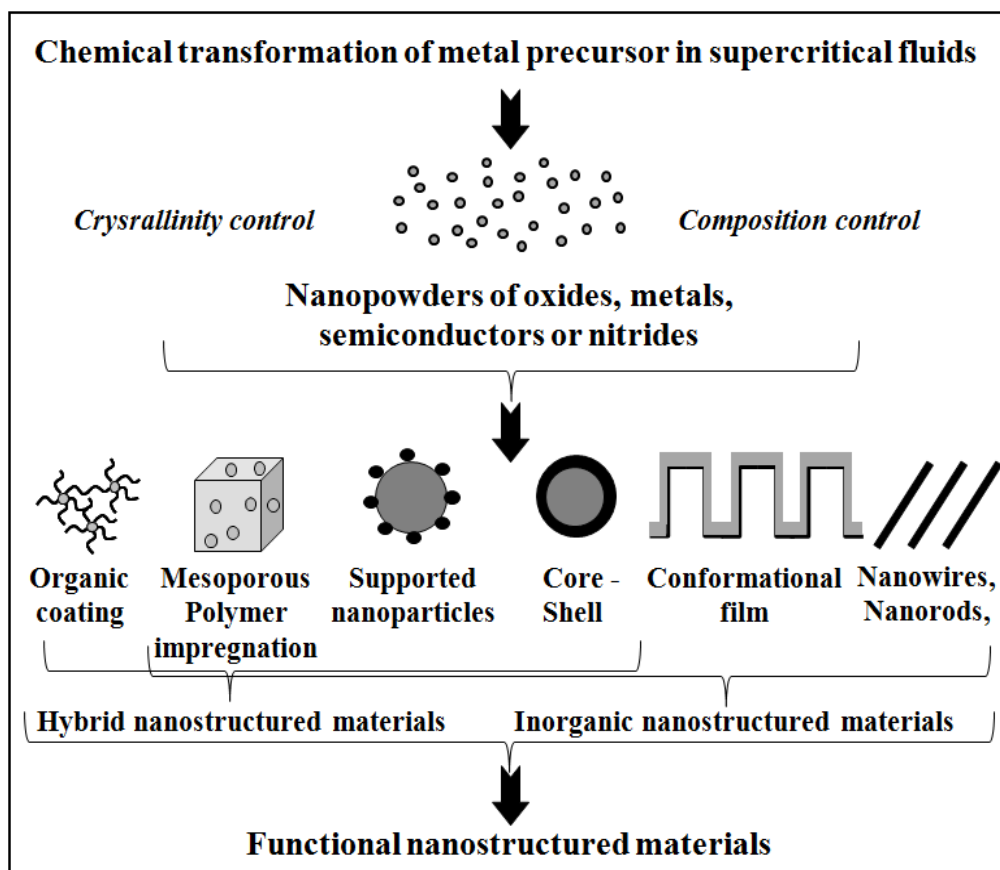 Chemical transformation of metal precursor in supercritical fluids
Crysrallinity control
Composition control
Nanopowders of oxides, metals,
semiconductors or nitrides
Organic
coating
Mesoporous
Polymer
impregnation
Supported
nanoparticles
Core -
Shell
Conformational
film
Nanowires,
Nanorods,
Hybrid nanostructured materials
Inorganic nanostructured materials
Functional nanostructured materials